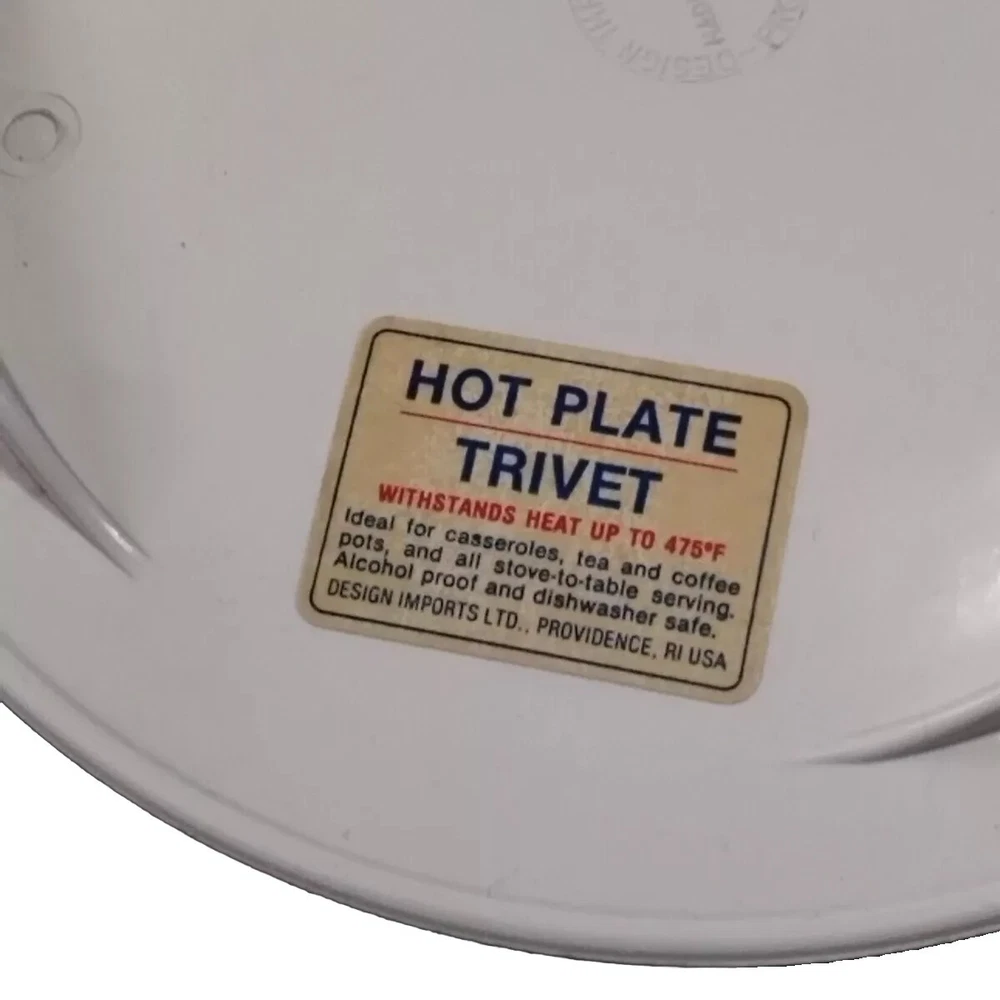 DESIGN
HOT PLATE
TRIVET
WITHSTANDS HEAT UP TO 475°F
Ideal for casseroles, tea and coffee
pots, and all stove-to-table serving.
Alcohol proof and dishwasher safe.
DESIGN IMPORTS LTD., PROVIDENCE, RI USA